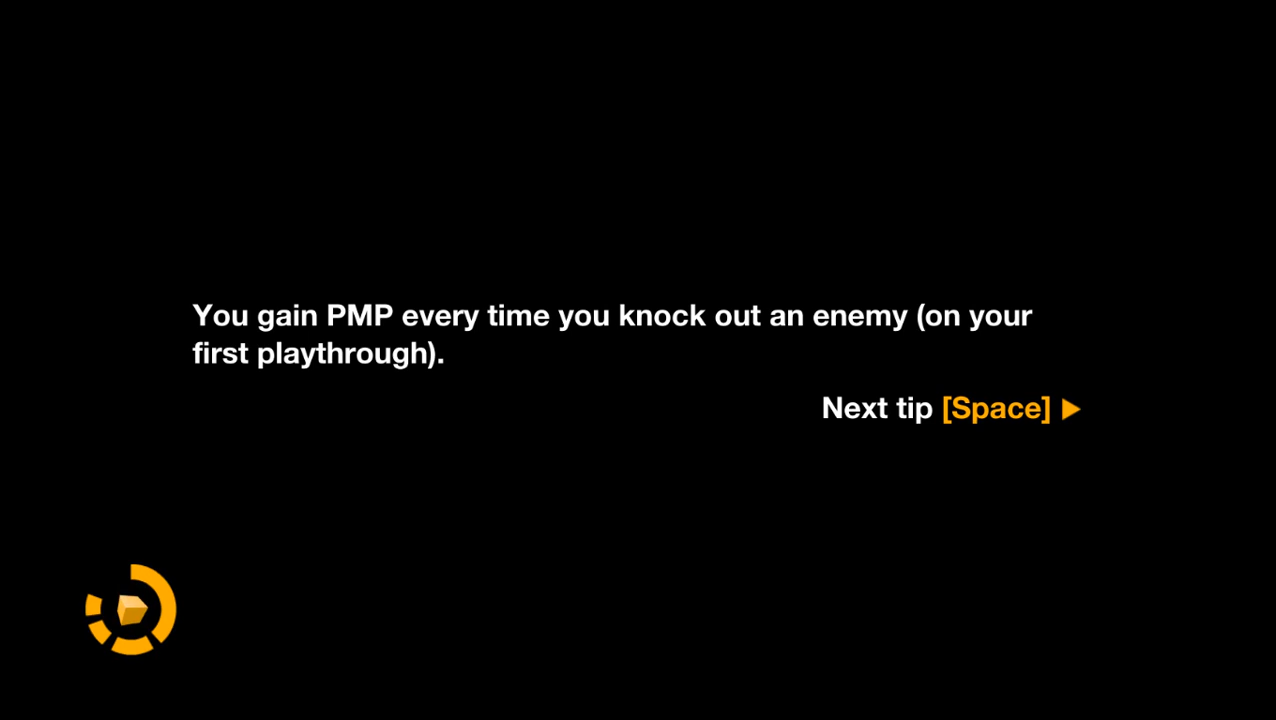 You gain PMP every time you knock out an enemy (on your
first playthrough).
Next tip [Space]